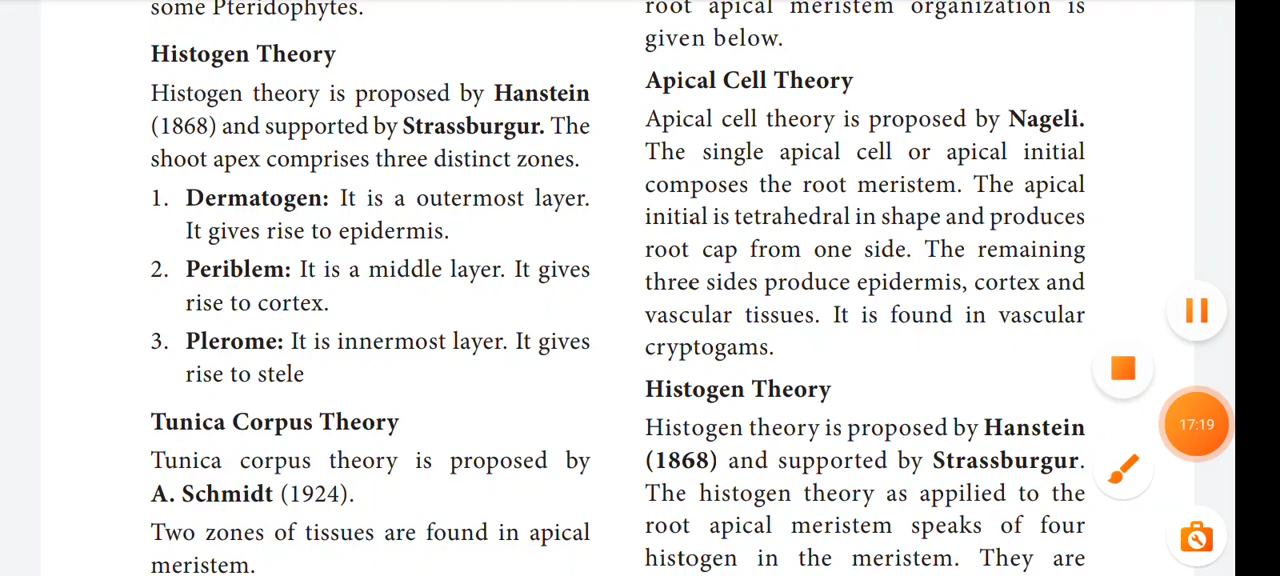 some Pteridophytes.
Histogen Theory
Histogen theory is proposed by Hanstein
(1868) and supported by Strassburgur. The
shoot apex comprises three distinct zones.
1. Dermatogen: It is a outermost layer.
It gives rise to epidermis.
2. Periblem: It is a middle layer. It gives
rise to cortex.
3. Plerome: It is innermost layer. It gives
rise to stele
Tunica Corpus Theory
Tunica corpus theory is proposed by
A. Schmidt (1924).
Two zones of tissues are found in apical
meristem.
root apical meristem organization is
given below.
Apical Cell Theory
Apical cell theory is proposed by Nageli.
The single apical cell or apical initial
composes the root meristem. The apical
initial is tetrahedral in shape and produces
root cap from one side. The remaining
three sides produce epidermis, cortex and
vascular tissues. It is found in vascular
cryptogams.
Histogen Theory
Histogen theory is proposed by Hanstein
(1868) and supported by Strassburgur.
The histogen theory as appilied to the
root apical meristem speaks of four
histogen in the meristem. They are
17:19